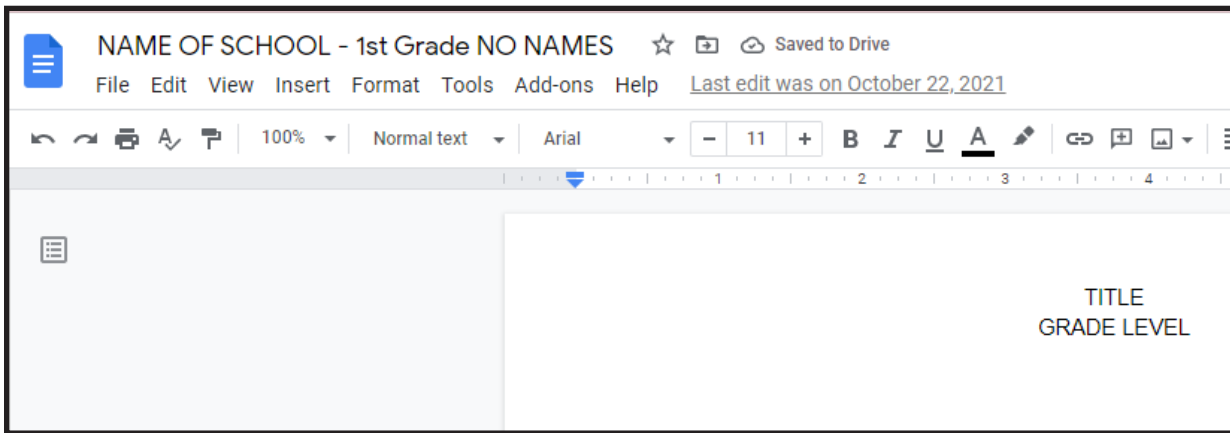 NAME OF SCHOOL - 1st Grade NO NAMES Saved to Drive
File Edit View Insert Format Tools Add-ons Help Last edit was on October 22, 2021
100% Normal text Arial - 11 + B I U A
1 2 3 4
TITLE
GRADE LEVEL